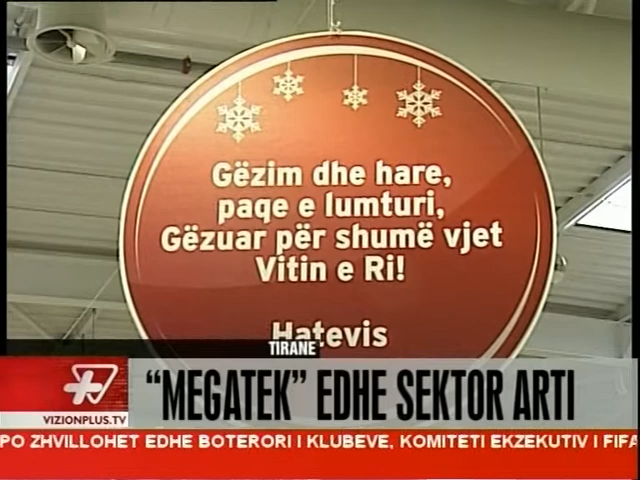 Gëzim dhe hare,
paqe e lumturi,
Gëzuar për shumë vjet
Vitin e Ri!
Hatevis
TIRANE
"MEGATEK" EDHE SEKTOR ARTI
VIZIONPLUS.TV
PO ZHVILLOHET EDHE BOTERORI I KLUBEVE, KOMITETI EKZEKUTIV I FIFA